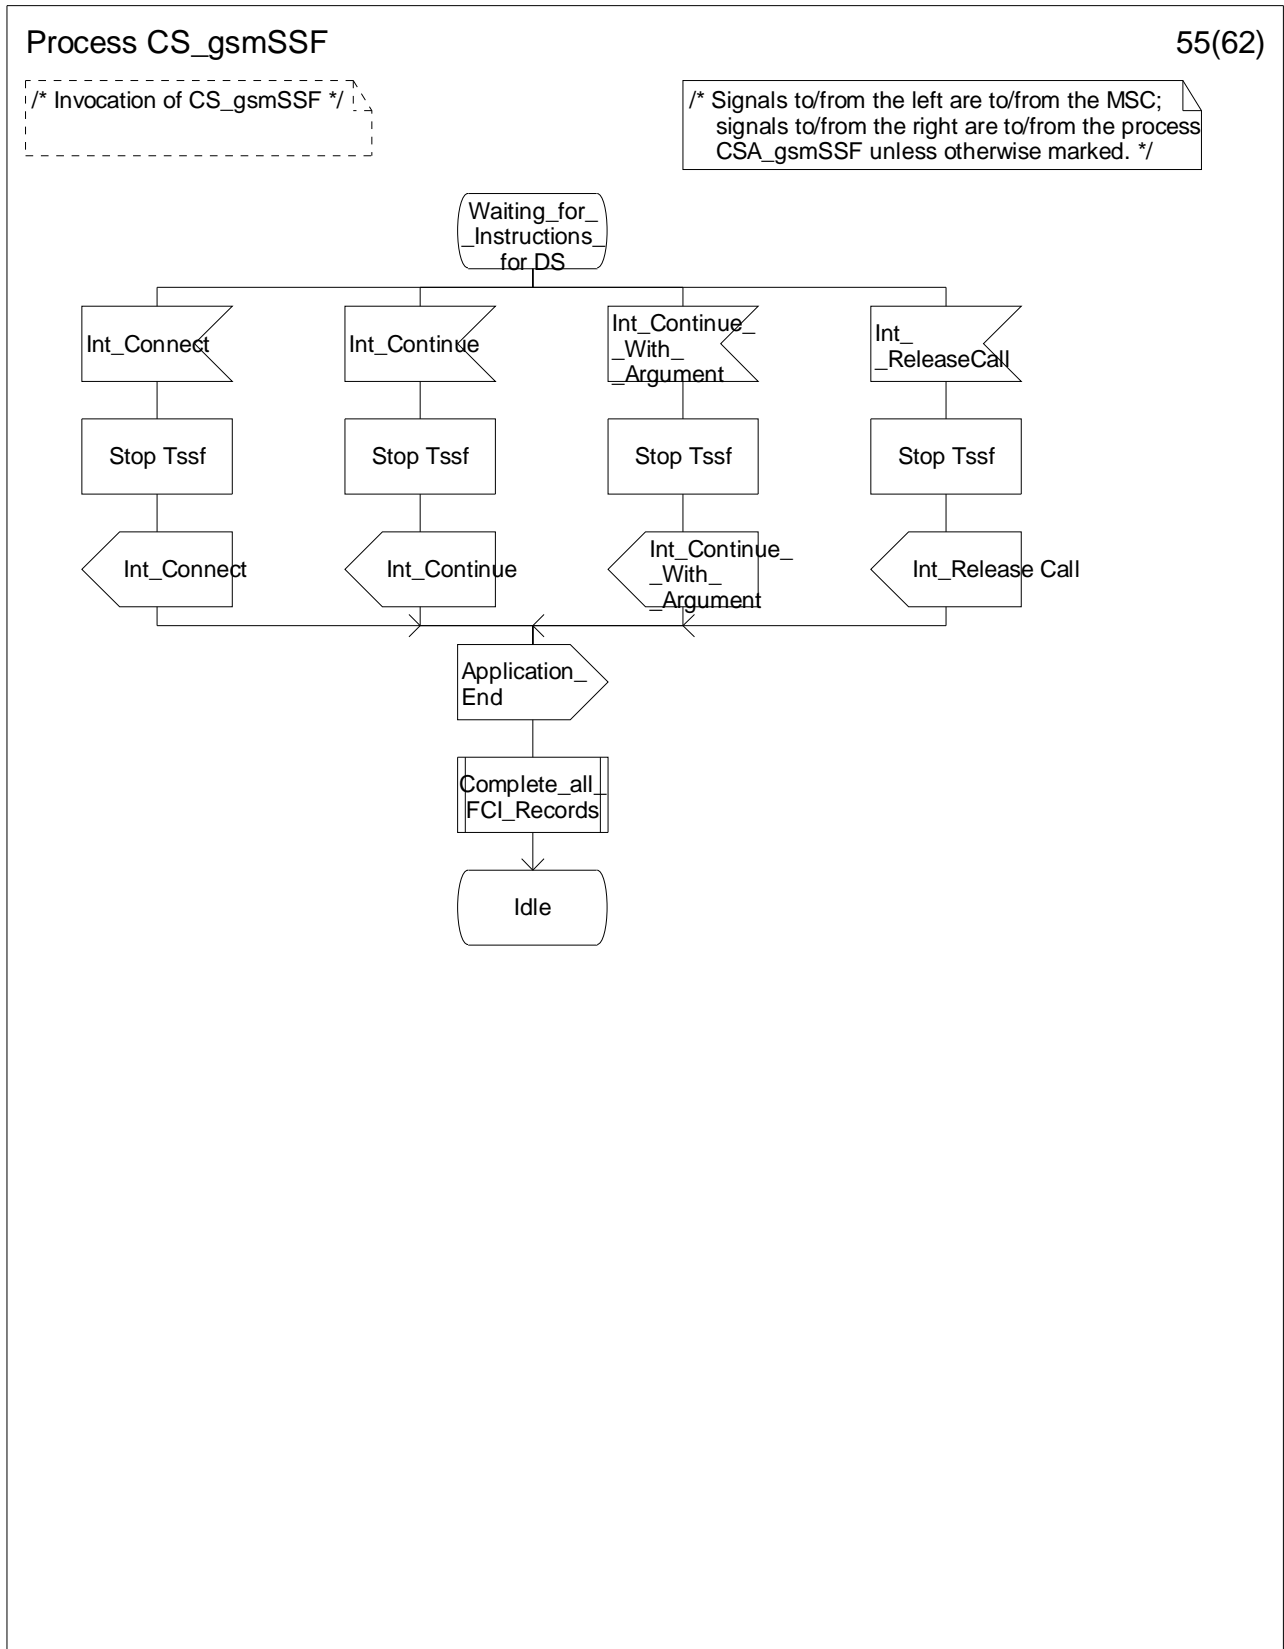 Process CS_gsmSSF
55(62)
/* Invocation of CS_gsmSSF */
/* Signals to/from the left are to/from the MSC;
signals to/from the right are to/from the process
CSA_gsmSSF unless otherwise marked. */
Waiting_for_
_Instructions_
for DS
Int_Connect
Int_Continue
Int_Continue_
_With_
_Argument
Int_
_ReleaseCall
Stop Tssf
Stop Tssf
Stop Tssf
Stop Tssf
Int_Connect
Int_Continue
Int_Continue_
_With_
_Argument
Int_Release Call
Application_
End
Complete_all_
FCI_Records
Idle